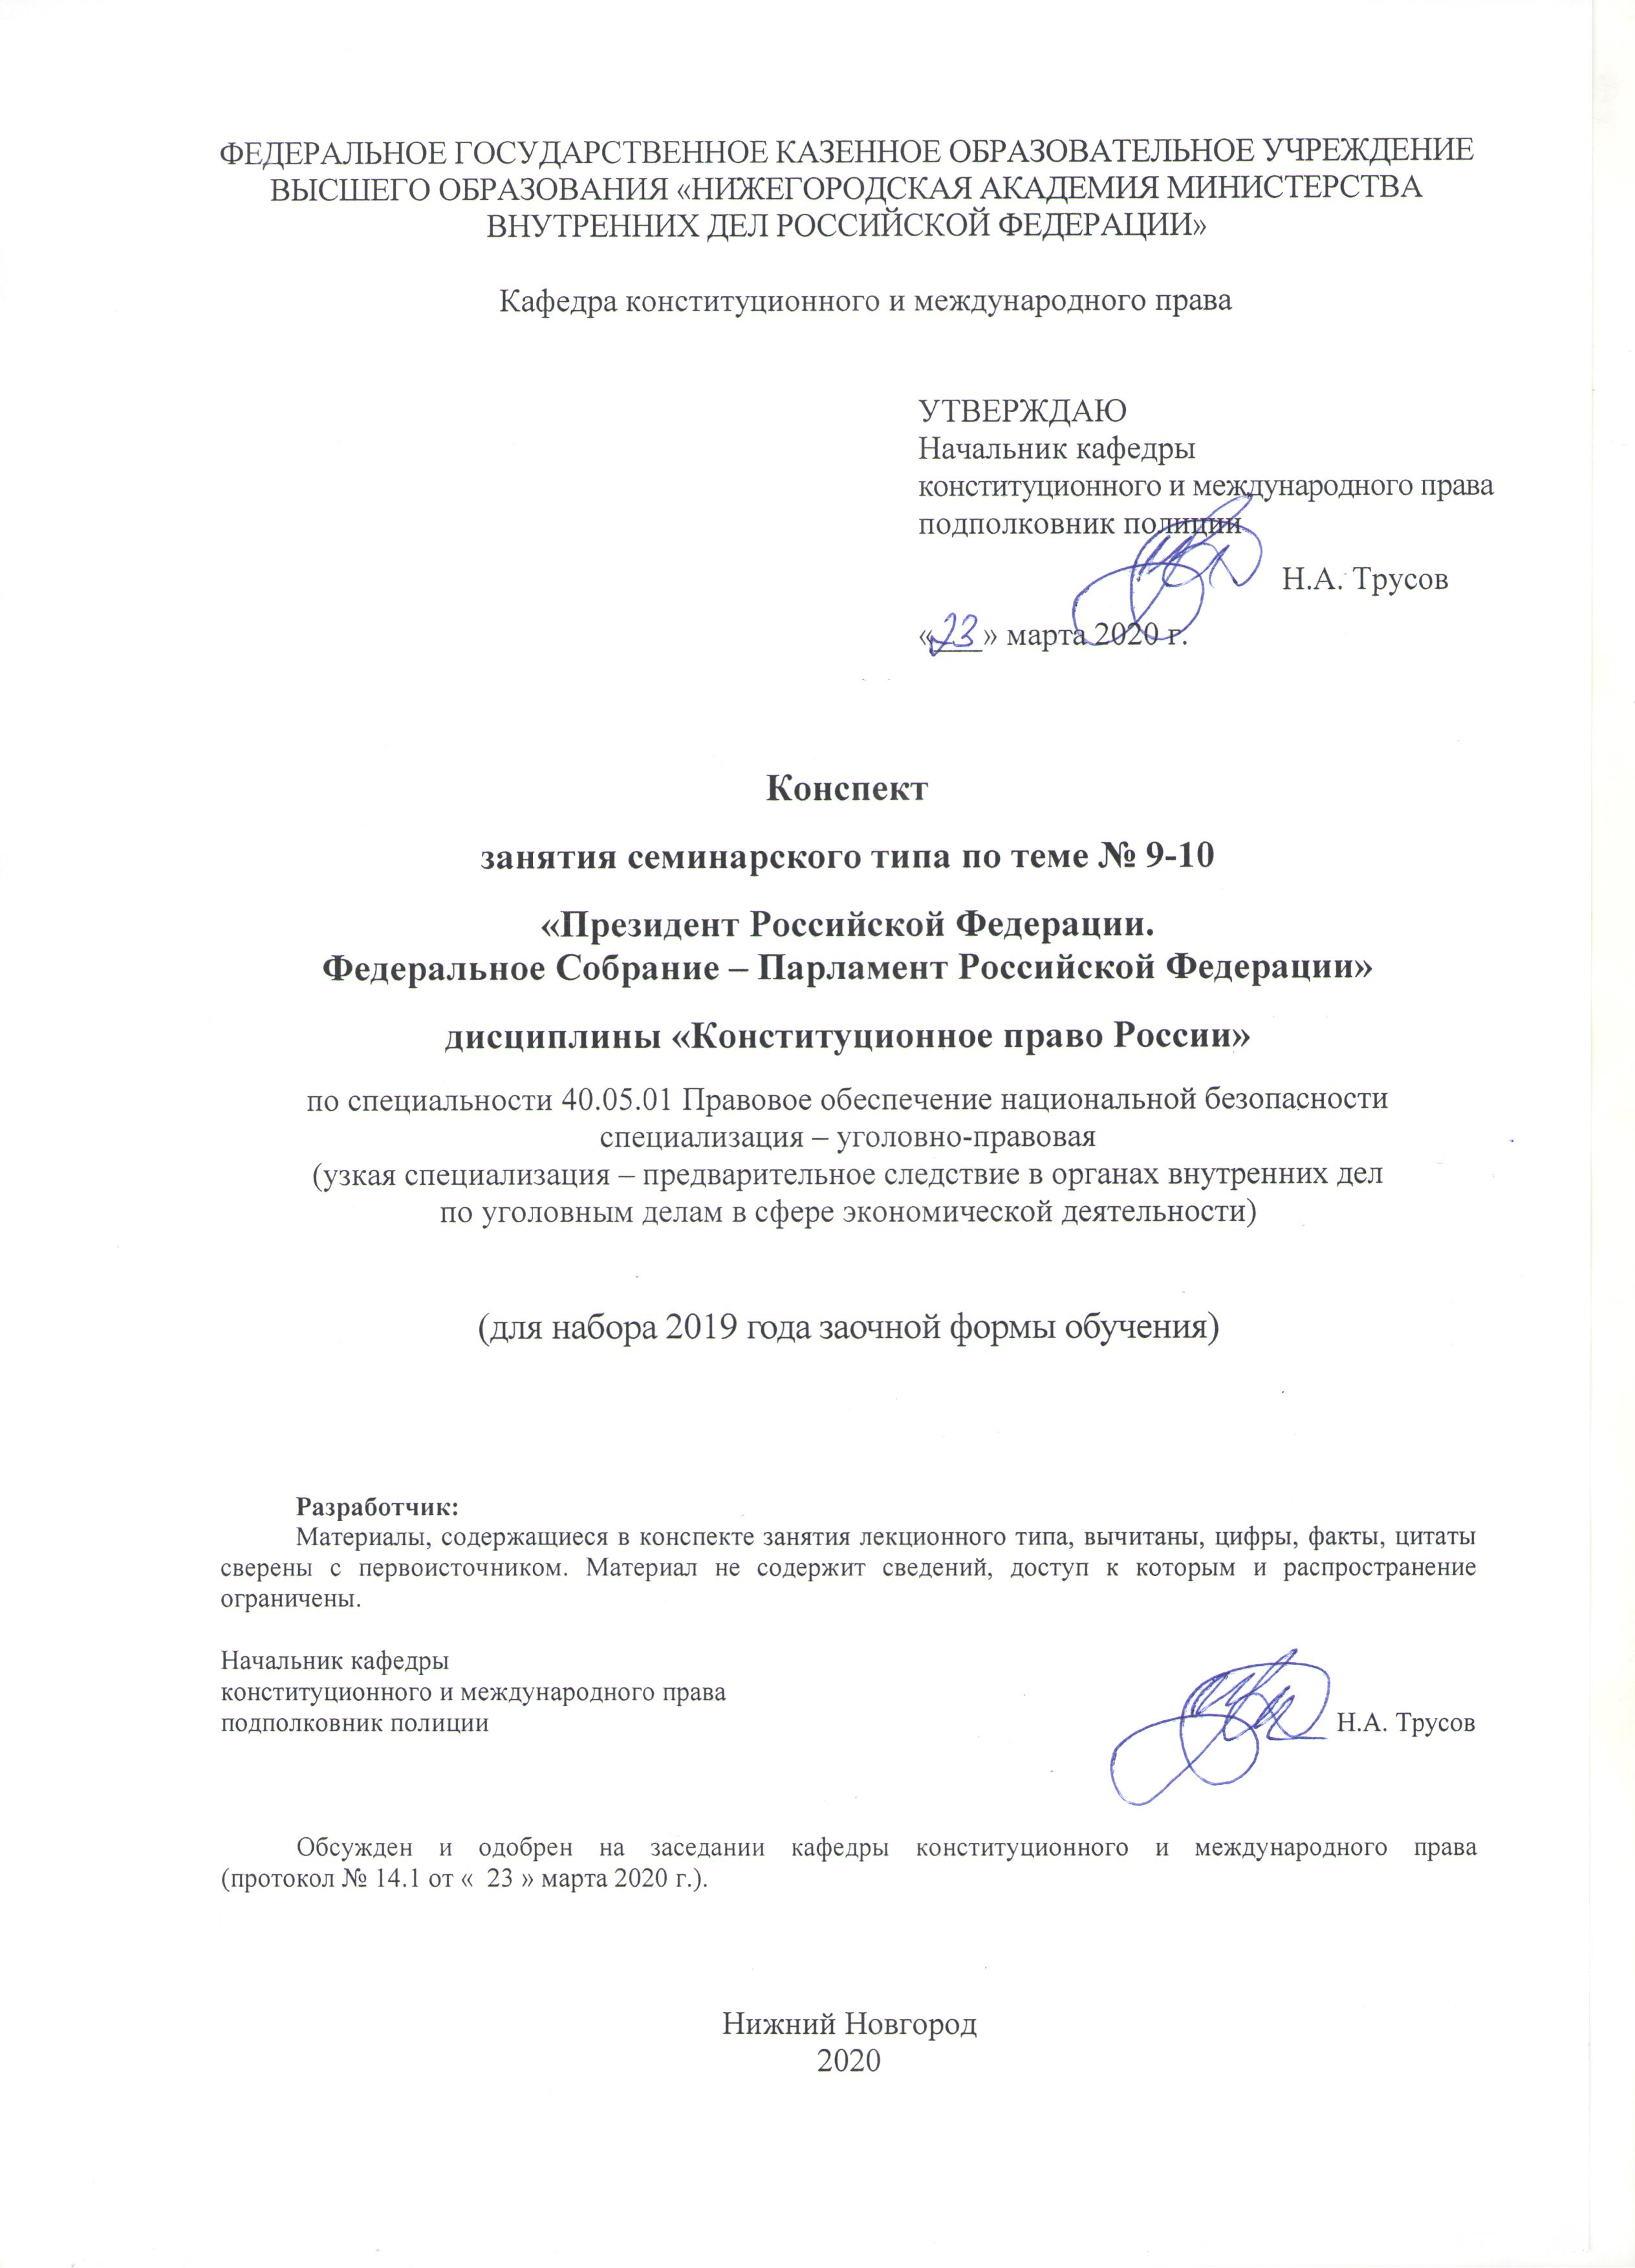 ФЕДЕРАЛЬНОЕ ГОСУДАРСТВЕННОЕ КАЗЕННОЕ ОБРАЗОВАТЕЛЬНОЕ УЧРЕЖДЕНИЕ
ВЫСШЕГО ОБРАЗОВАНИЯ «НИЖЕГОРОДСКАЯ АКАДЕМИЯ МИНИСТЕРСТВА
ВНУТРЕННИХ ДЕЛ РОССИЙСКОЙ ФЕДЕРАЦИИ»
Кафедра конституционного и международного права
УТВЕРЖДАЮ
Начальник кафедры
конституционного и международного права
подполковник полиции
Н.А. Трусов
«23» марта 2020 г.
Конспект
занятия семинарского типа по теме № 9-10
«Президент Российской Федерации.
Федеральное Собрание – Парламент Российской Федерации»
дисциплины «Конституционное право России»
по специальности 40.05.01 Правовое обеспечение национальной безопасности
специализация – уголовно-правовая
(узкая специализация – предварительное следствие в органах внутренних дел
по уголовным делам в сфере экономической деятельности)
(для набора 2019 года заочной формы обучения)
Разработчик:
Материалы, содержащиеся в конспекте занятия лекционного типа, вычитаны, цифры, факты, цитаты
сверены с первоисточником. Материал не содержит сведений, доступ к которым и распространение
ограничены.
Начальник кафедры
конституционного и международного права
подполковник полиции Н.А. Трусов
Обсужден и одобрен на заседании кафедры конституционного и международного права
(протокол № 14.1 от « 23 » марта 2020 г.).
Нижний Новгород
2020